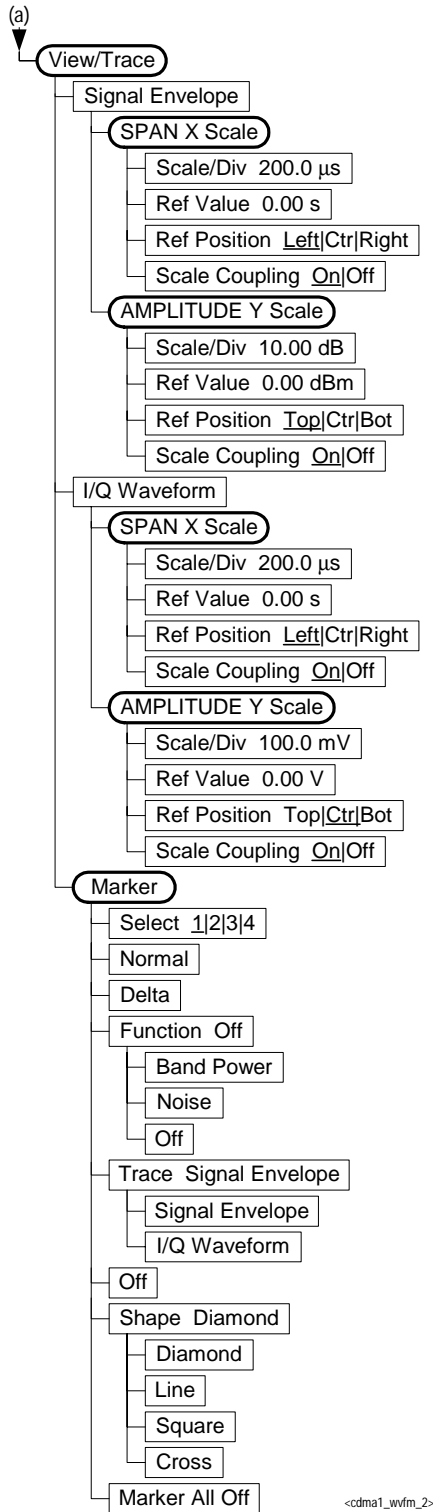 (a)
View/Trace
Signal Envelope
SPAN X Scale
Scale/Div 200.0 μs
Ref Value 0.00 s
Ref Position Left|Ctr|Right
Scale Coupling On|Off
AMPLITUDE Y Scale
Scale/Div 10.00 dB
Ref Value 0.00 dBm
Ref Position Top|Ctr|Bot
Scale Coupling On|Off
I/Q Waveform
SPAN X Scale
Scale/Div 200.0 μs
Ref Value 0.00 s
Ref Position Left|Ctr|Right
Scale Coupling On|Off
AMPLITUDE Y Scale
Scale/Div 100.0 mV
Ref Value 0.00 V
Ref Position Top|Ctr|Bot
Scale Coupling On|Off
Marker
Select 1|2|3|4
Normal
Delta
Function Off
Band Power
Noise
Off
Trace Signal Envelope
Signal Envelope
I/Q Waveform
Off
Shape Diamond
Diamond
Line
Square
Cross
Marker All Off
<cdma1_wvfm_2>